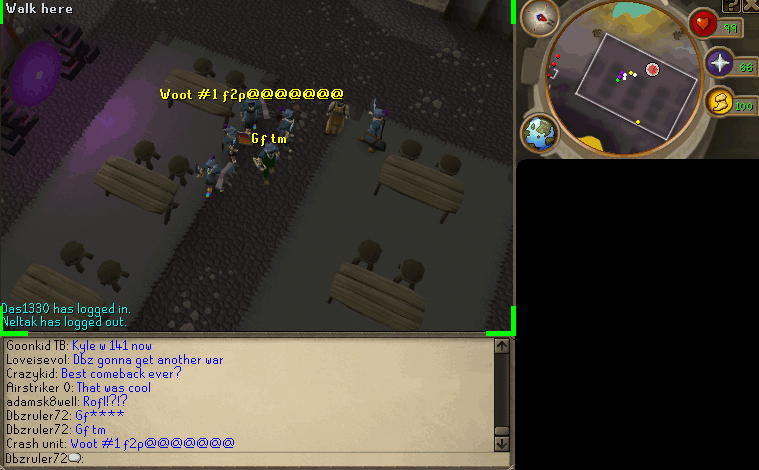 Walk here
?
99
Woot #1 f2p@@@@@@@
66
Gf tm
100
Das1330 has logged in.
Neltak has logged out.
Goonkid TB: Kyle w 141 now
Loveisevol: Dbz gonna get another war
Crazykid: Best comeback ever?
Airstriker 0: That was cool
adamsk8well: Rofl!?!?
Dbzruler72: Gf****
Dbzruler72: Gf tm
Crash unit: Woot #1 f2p@@@@@@@
Dbzruler72: